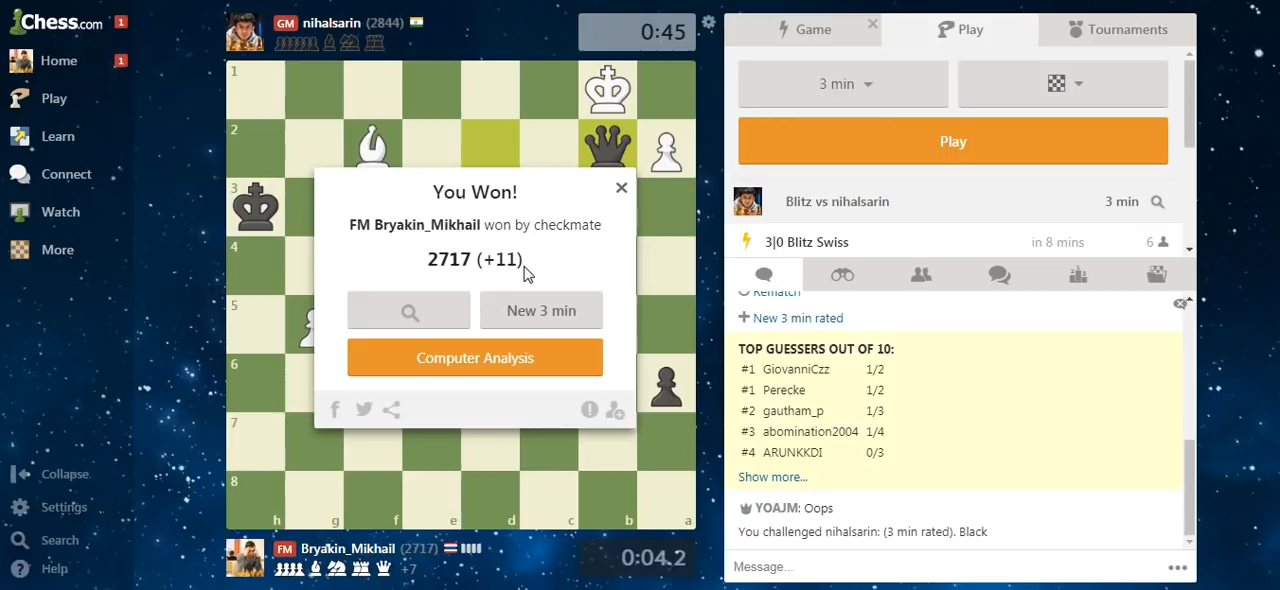 Chess.com 1
Home 1
Play
Learn
Connect
Watch
More
Collapse
Settings
Search
Help
GM nihalsarin (2844)
0:45
1
2
3
4
5
6
7
8
h g f e d c b a
You Won!
FM Bryakin_Mikhail won by checkmate
2717 (+11)
New 3 min
Computer Analysis
FM Bryakin_Mikhail (2717)
+7
0:04.2
Game
Play
Tournaments
3 min
Play
Blitz vs nihalsarin 3 min
3|0 Blitz Swiss in 8 mins 6
Rematch
New 3 min rated
TOP GUESSERS OUT OF 10:
#1 GiovanniCzz 1/2
#1 Perecke 1/2
#2 gautham_p 1/3
#3 abomination2004 1/4
#4 ARUNKKDI 0/3
Show more...
YOAJM: Oops
You challenged nihalsarin: (3 min rated). Black
Message...